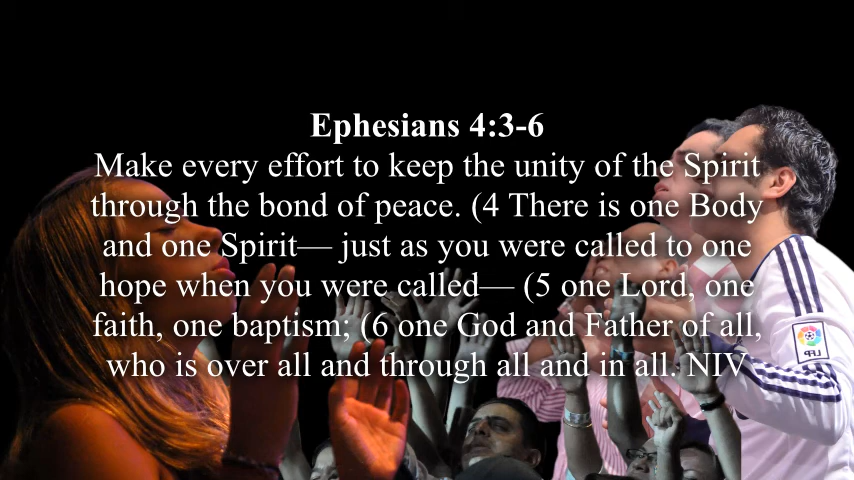 Ephesians 4:3-6
Make every effort to keep the unity of the Spirit
through the bond of peace. (4 There is one Body
and one Spirit— just as you were called to one
hope when you were called— (5 one Lord, one
faith, one baptism; (6 one God and Father of all,
who is over all and through all and in all. NIV
LFP